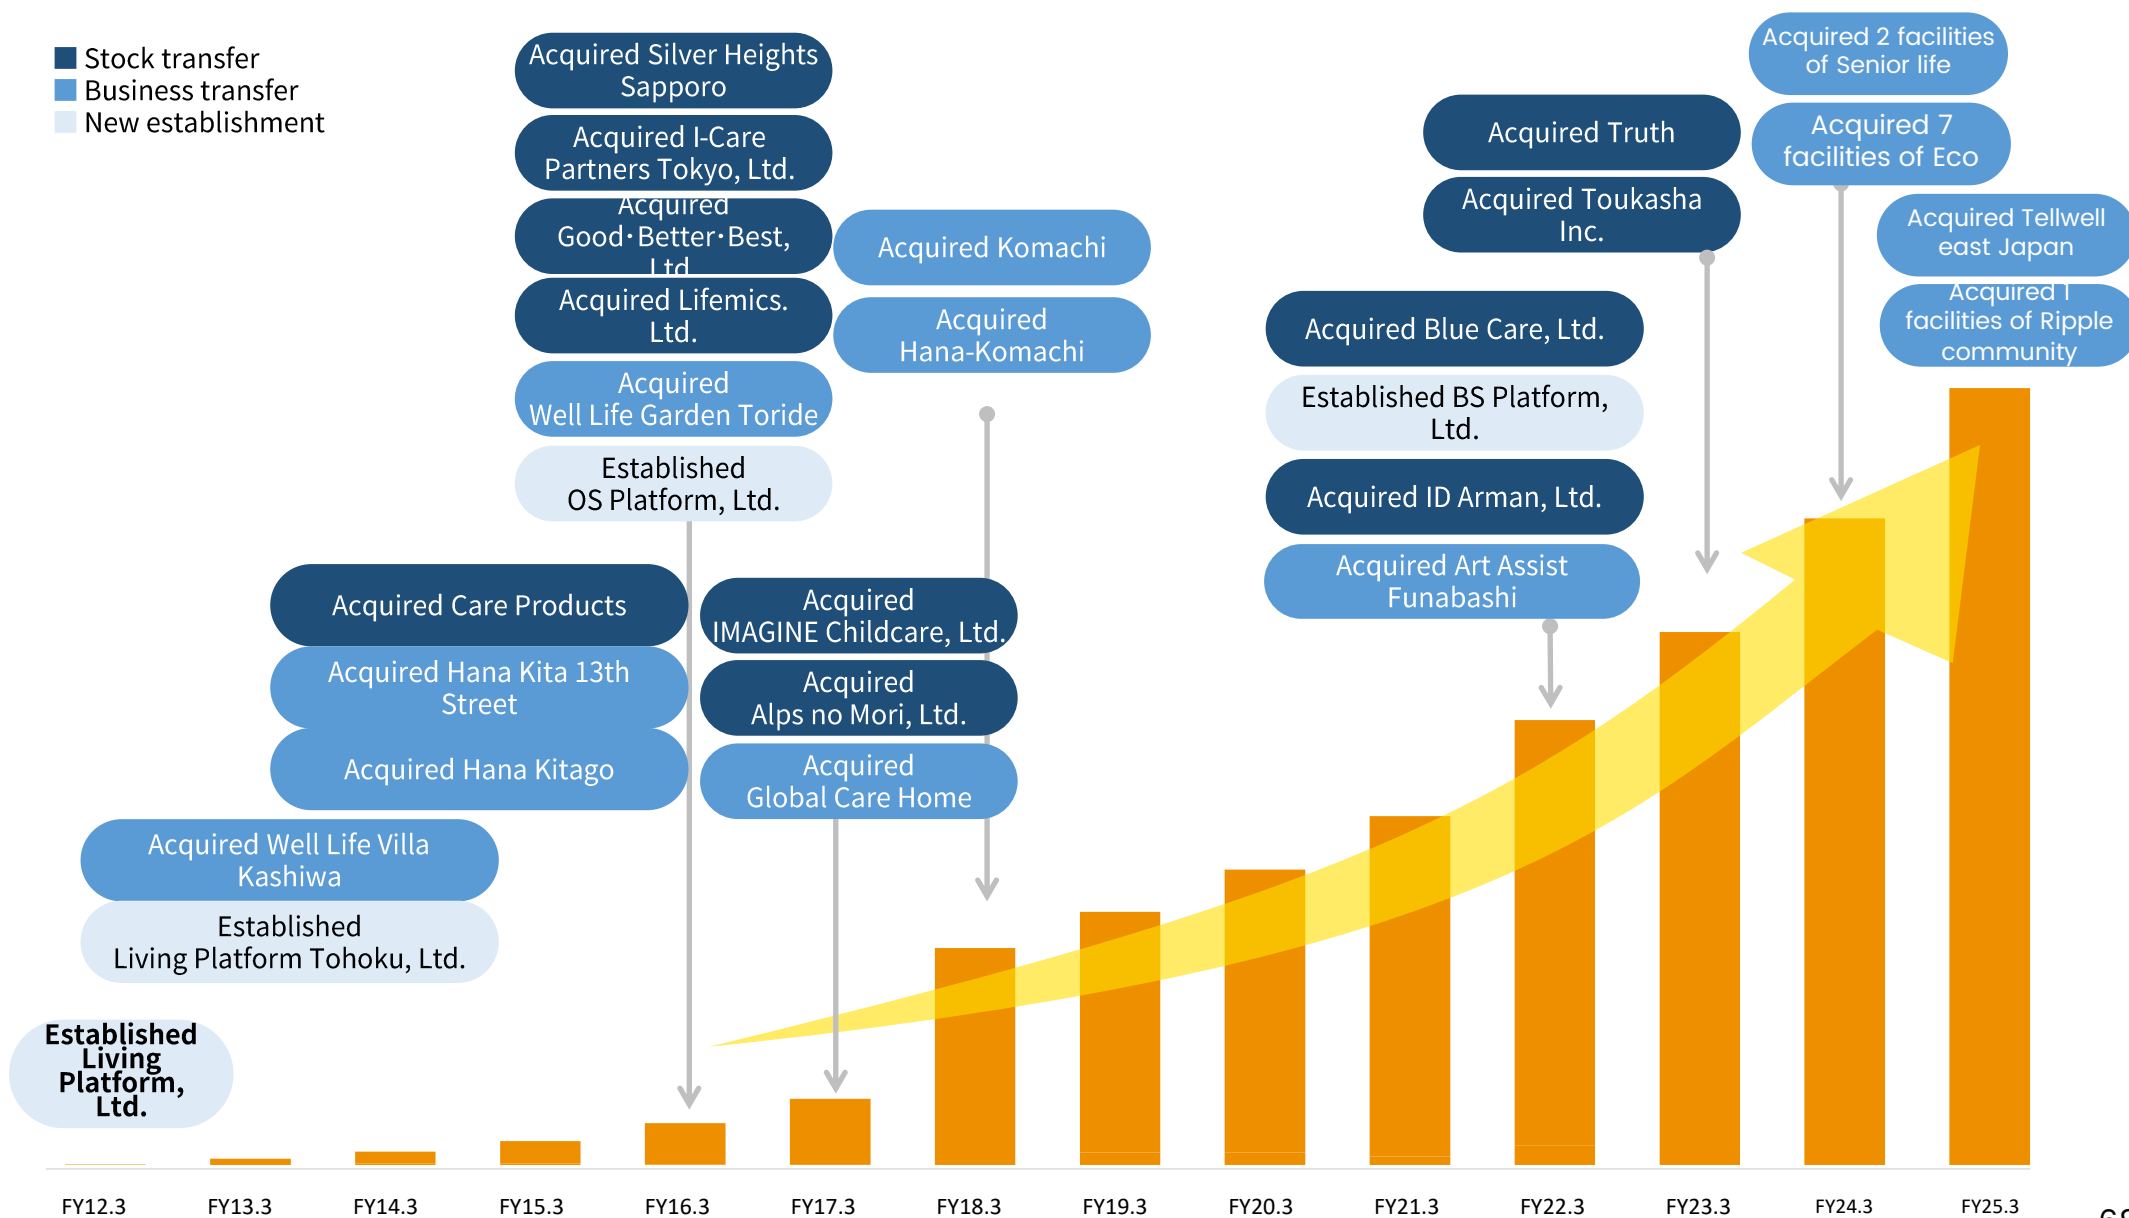 Stock transfer
Business transfer
New establishment
Acquired Silver Heights
Sapporo
Acquired I-Care
Partners Tokyo, Ltd.
Acquired
Good・Better・Best,
Ltd.
Acquired Lifemics.
Ltd.
Acquired
Well Life Garden Toride
Established
OS Platform, Ltd.
Acquired Komachi
Acquired
Hana-Komachi
Acquired Care Products
Acquired Hana Kita 13th
Street
Acquired Hana Kitago
Acquired
IMAGINE Childcare, Ltd.
Acquired
Alps no Mori, Ltd.
Acquired
Global Care Home
Acquired Well Life Villa
Kashiwa
Established
Living Platform Tohoku, Ltd.
Established
Living
Platform,
Ltd.
Acquired 2 facilities
of Senior life
Acquired 7
facilities of Eco
Acquired Truth
Acquired Toukasha
Inc.
Acquired Tellwell
east Japan
Acquired 1
facilities of Ripple
community
Acquired Blue Care, Ltd.
Established BS Platform,
Ltd.
Acquired ID Arman, Ltd.
Acquired Art Assist
Funabashi
FY12.3
FY13.3
FY14.3
FY15.3
FY16.3
FY17.3
FY18.3
FY19.3
FY20.3
FY21.3
FY22.3
FY23.3
FY24.3
FY25.3